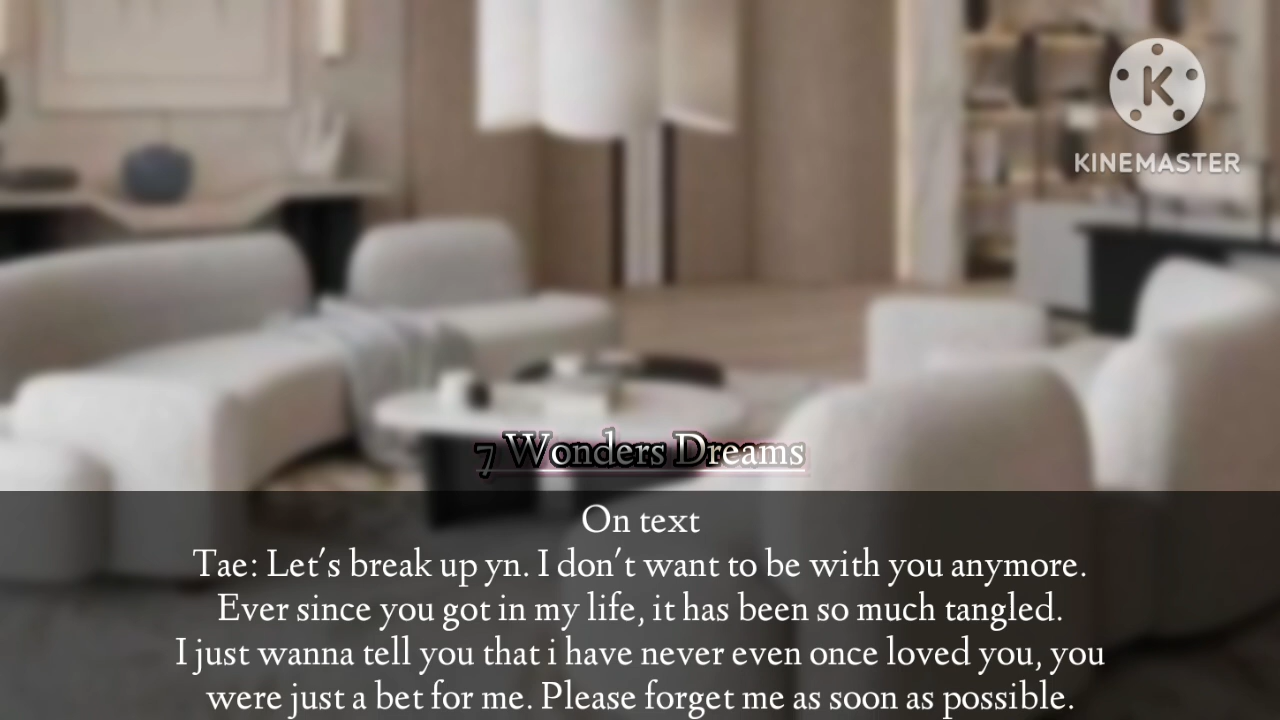 KINEMASTER
7 Wonders Dreams
On text
Tae: Let's break up yn. I don't want to be with you anymore.
Ever since you got in my life, it has been so much tangled.
I just wanna tell you that i have never even once loved you, you
were just a bet for me. Please forget me as soon as possible.